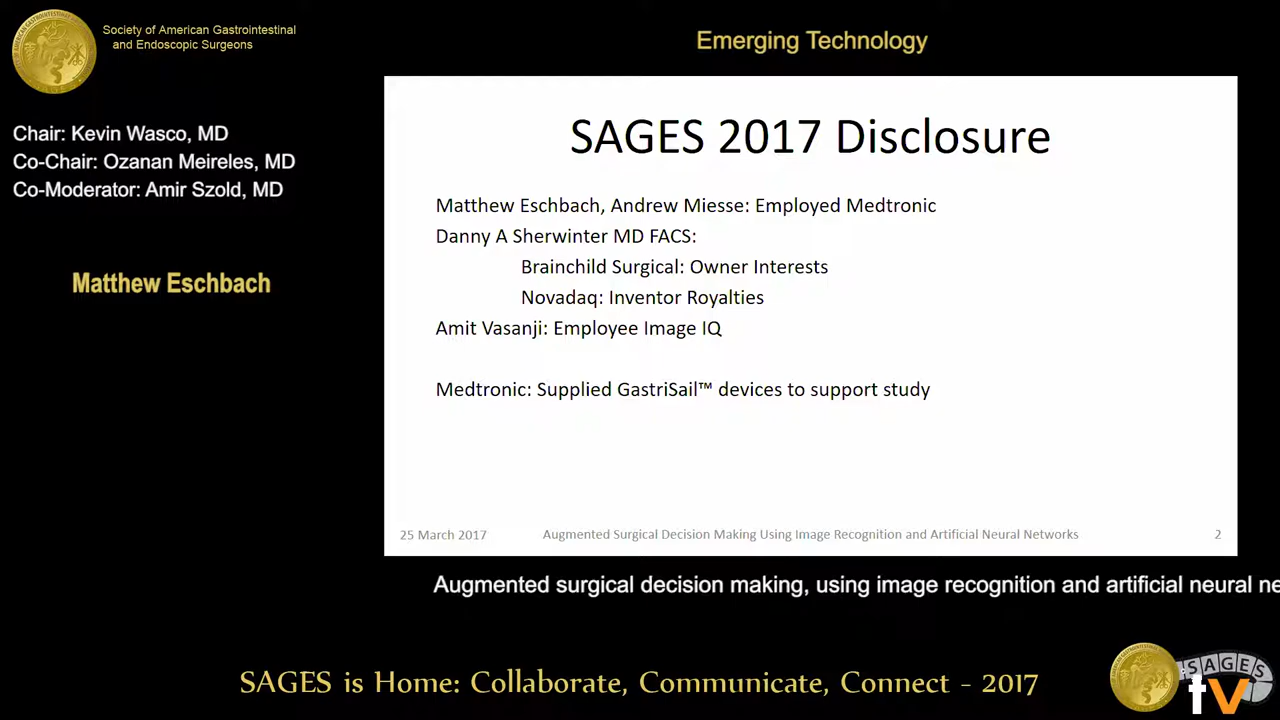 Society of American Gastrointestinal
and Endoscopic Surgeons
Emerging Technology
Chair: Kevin Wasco, MD
Co-Chair: Ozanan Meireles, MD
Co-Moderator: Amir Szold, MD
Matthew Eschbach
SAGES 2017 Disclosure
Matthew Eschbach, Andrew Miesse: Employed Medtronic
Danny A Sherwinter MD FACS:
Brainchild Surgical: Owner Interests
Novadaq: Inventor Royalties
Amit Vasanji: Employee Image IQ
Medtronic: Supplied GastriSail™ devices to support study
25 March 2017 Augmented Surgical Decision Making Using Image Recognition and Artificial Neural Networks 2
Augmented surgical decision making, using image recognition and artificial neural ne
SAGES is Home: Collaborate, Communicate, Connect - 2017
SAGES
tv